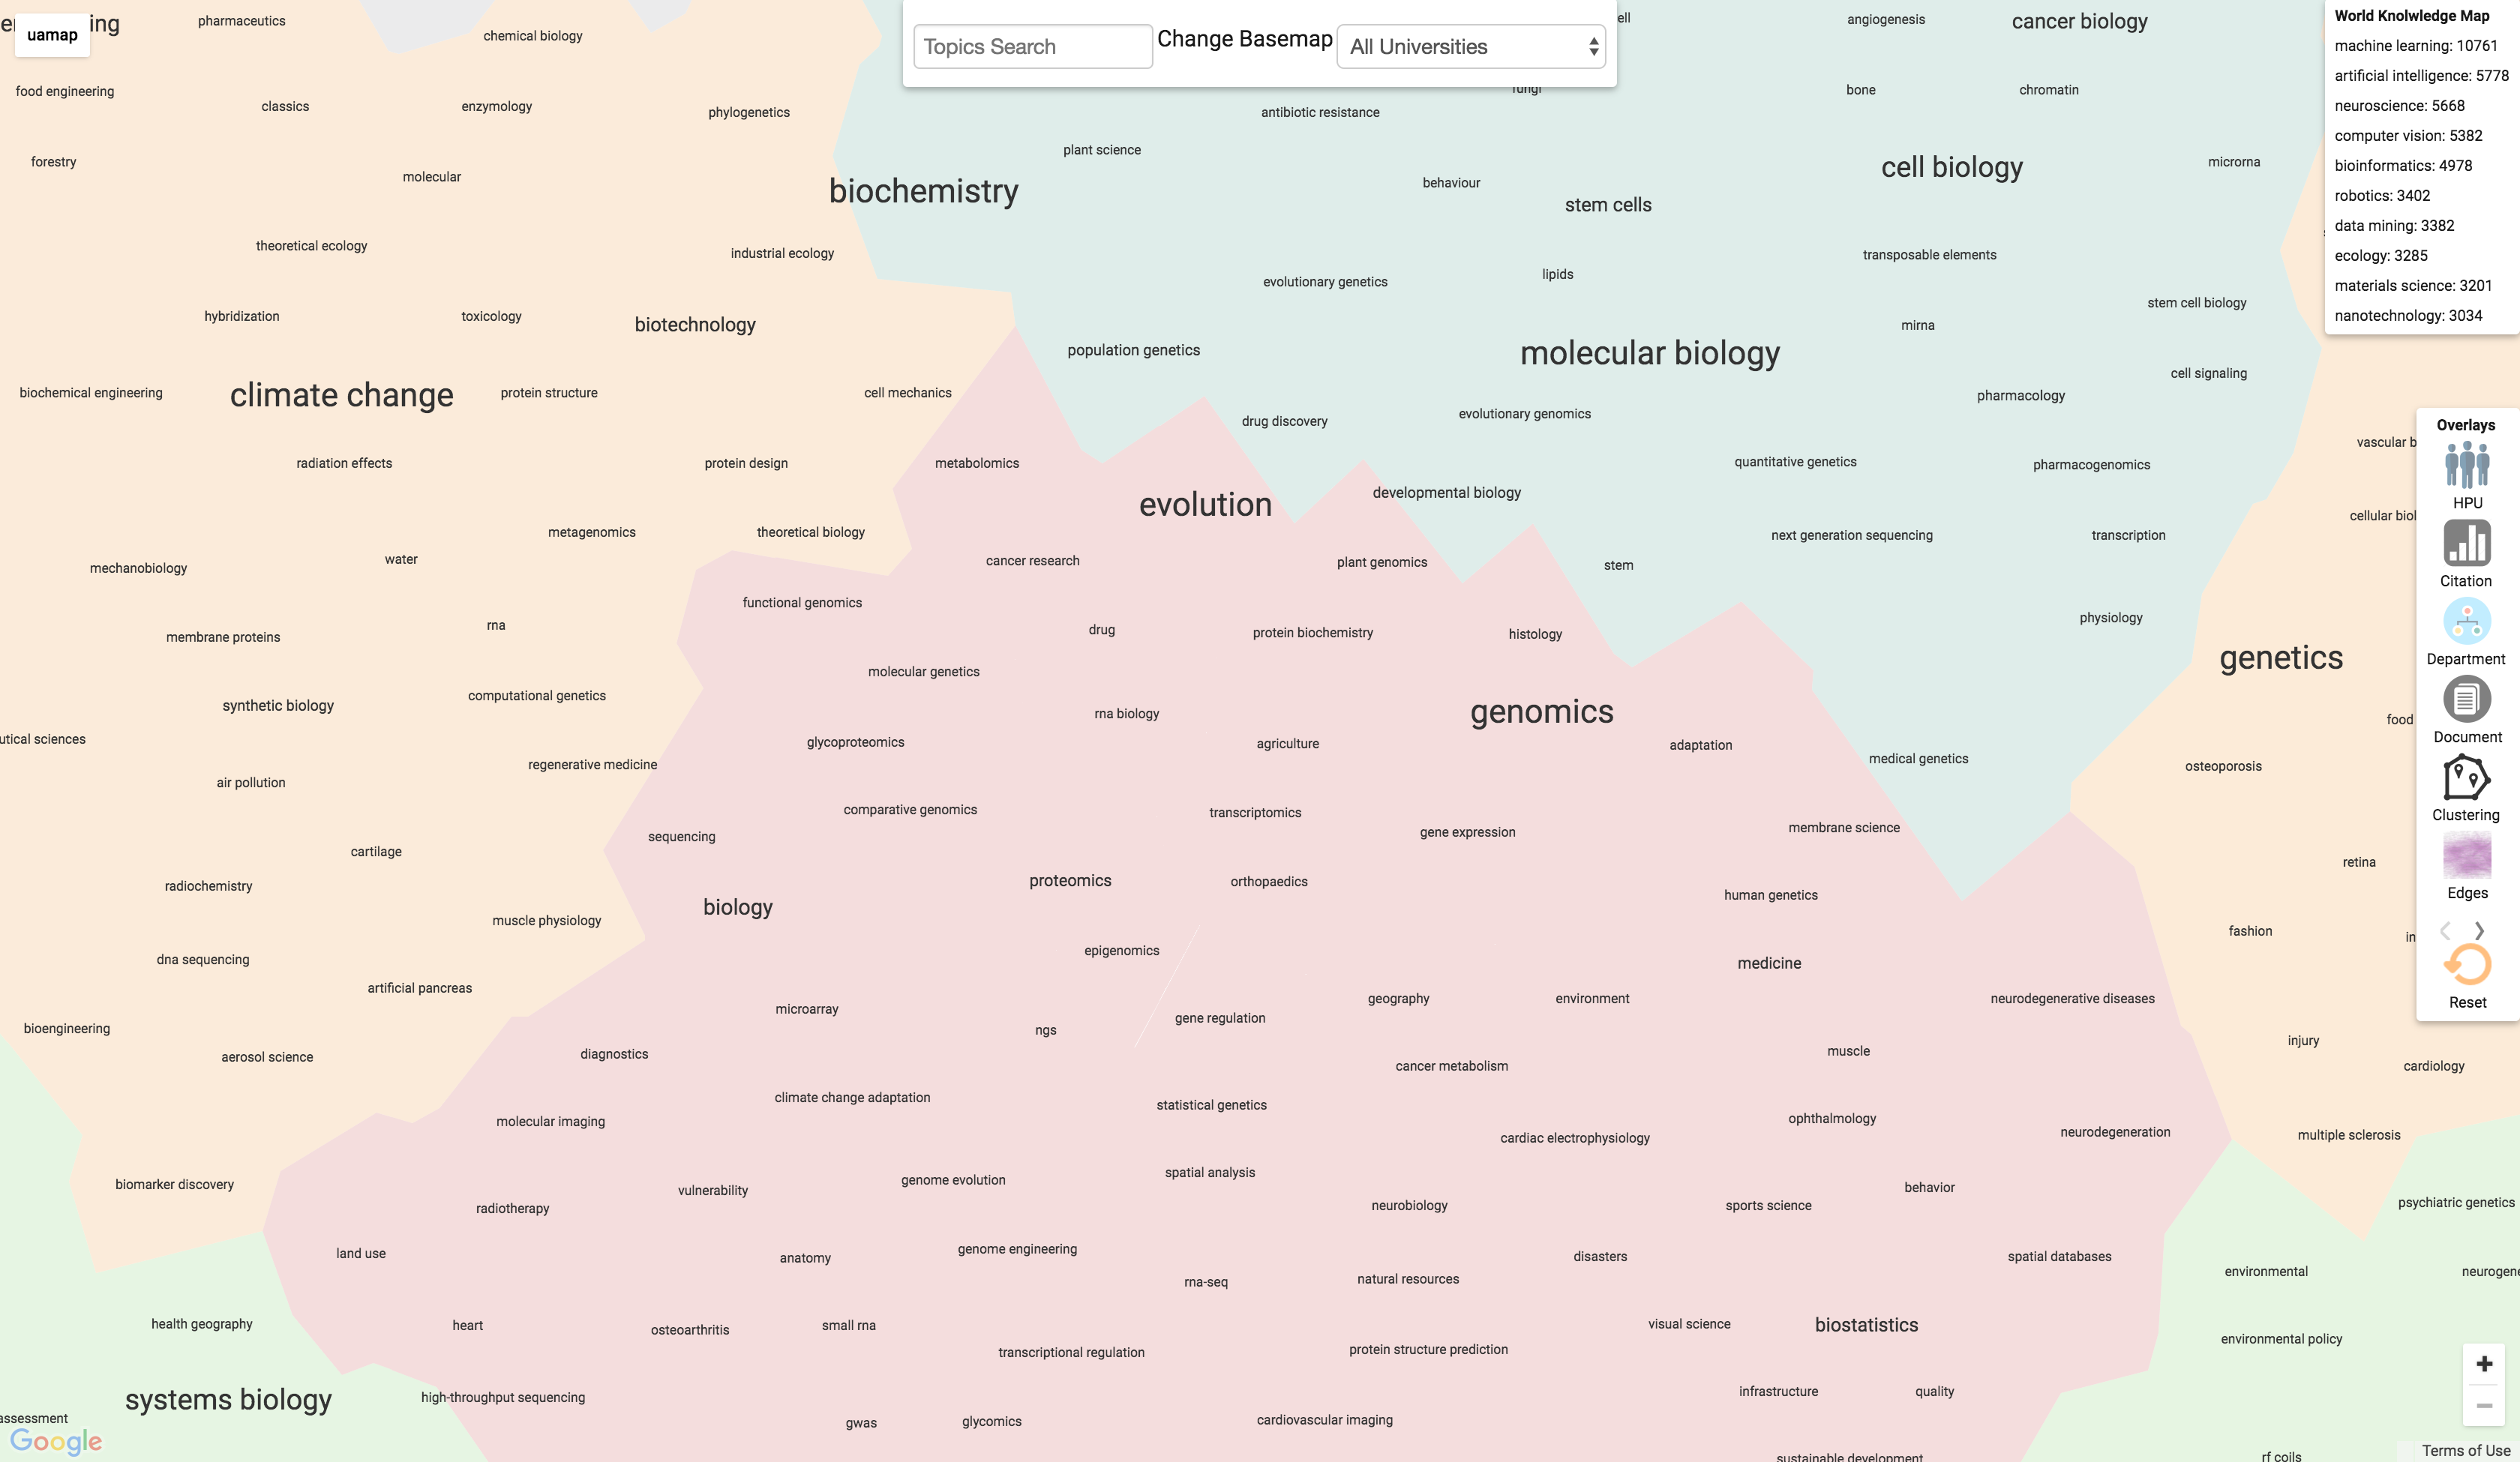 ing
uamap
pharmaceutics
chemical biology
Topics Search
Change Basemap
All Universities
ell
angiogenesis
cancer biology
World Knolwledge Map
machine learning: 10761
artificial intelligence: 5778
neuroscience: 5668
computer vision: 5382
bioinformatics: 4978
robotics: 3402
data mining: 3382
ecology: 3285
materials science: 3201
nanotechnology: 3034
food engineering
classics
enzymology
phylogenetics
antibiotic resistance
fungi
bone
chromatin
forestry
molecular
plant science
biochemistry
behaviour
stem cells
cell biology
microrna
theoretical ecology
industrial ecology
evolutionary genetics
lipids
transposable elements
stem cell biology
hybridization
toxicology
biotechnology
population genetics
molecular biology
mirna
cell signaling
biochemical engineering
climate change
protein structure
cell mechanics
drug discovery
evolutionary genomics
pharmacology
vascular b
radiation effects
protein design
metabolomics
evolution
developmental biology
quantitative genetics
pharmacogenomics
cellular biol
metagenomics
theoretical biology
mechanobiology
water
cancer research
plant genomics
stem
next generation sequencing
transcription
functional genomics
membrane proteins
rna
drug
protein biochemistry
histology
physiology
genetics
synthetic biology
computational genetics
molecular genetics
rna biology
genomics
food
utical sciences
air pollution
regenerative medicine
glycoproteomics
agriculture
adaptation
medical genetics
osteoporosis
cartilage
sequencing
comparative genomics
transcriptomics
gene expression
membrane science
retina
radiochemistry
muscle physiology
biology
proteomics
orthopaedics
human genetics
fashion
in
dna sequencing
artificial pancreas
epigenomics
medicine
bioengineering
aerosol science
diagnostics
microarray
ngs
gene regulation
geography
environment
neurodegenerative diseases
injury
cardiology
muscle
cancer metabolism
molecular imaging
climate change adaptation
statistical genetics
cardiac electrophysiology
ophthalmology
neurodegeneration
multiple sclerosis
biomarker discovery
radiotherapy
vulnerability
genome evolution
spatial analysis
neurobiology
sports science
behavior
psychiatric genetics
land use
anatomy
genome engineering
rna-seq
natural resources
disasters
spatial databases
environmental
neurogene
health geography
heart
osteoarthritis
small rna
transcriptional regulation
protein structure prediction
visual science
biostatistics
environmental policy
systems biology
high-throughput sequencing
gwas
glycomics
cardiovascular imaging
infrastructure
quality
assessment
sustainable development
rf coils
Overlays
HPU
Citation
Department
Document
Clustering
Edges
Reset
Google
Terms of Use